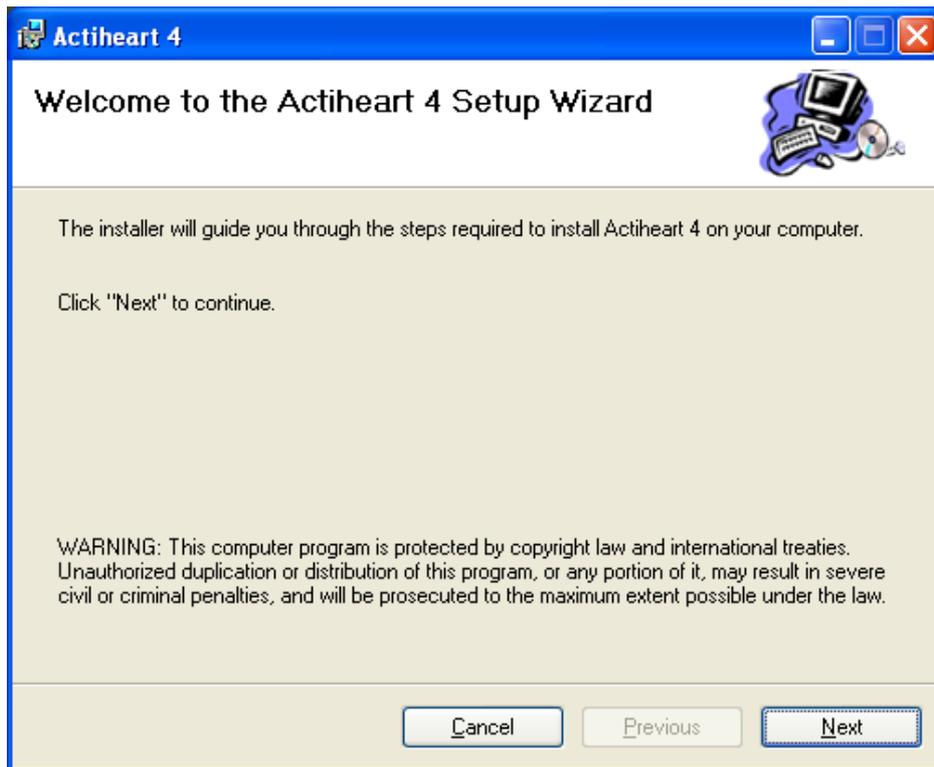 Actiheart 4
Welcome to the Actiheart 4 Setup Wizard
The installer will guide you through the steps required to install Actiheart 4 on your computer.
Click "Next" to continue.
WARNING: This computer program is protected by copyright law and international treaties.
Unauthorized duplication or distribution of this program, or any portion of it, may result in severe
civil or criminal penalties, and will be prosecuted to the maximum extent possible under the law.
Cancel
Previous
Next